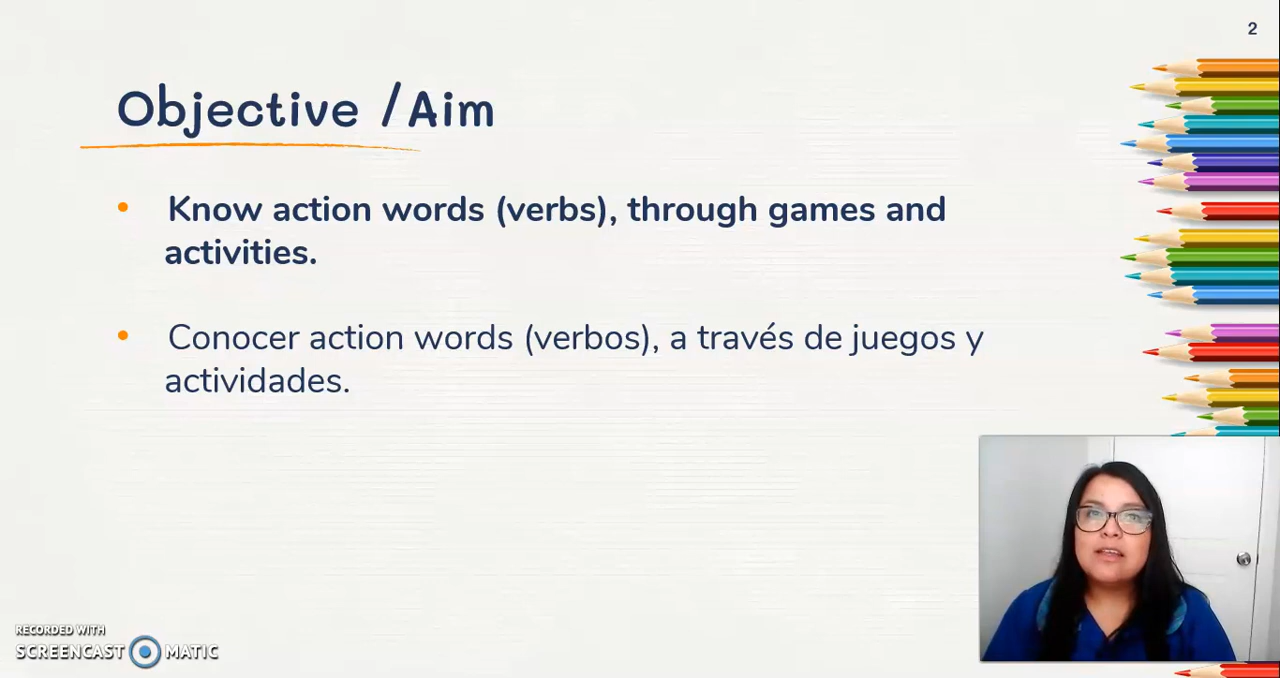 2
Objective /Aim
• Know action words (verbs), through games and
activities.
• Conocer action words (verbos), a través de juegos y
actividades.
RECORDED WITH
SCREENCAST MATIC